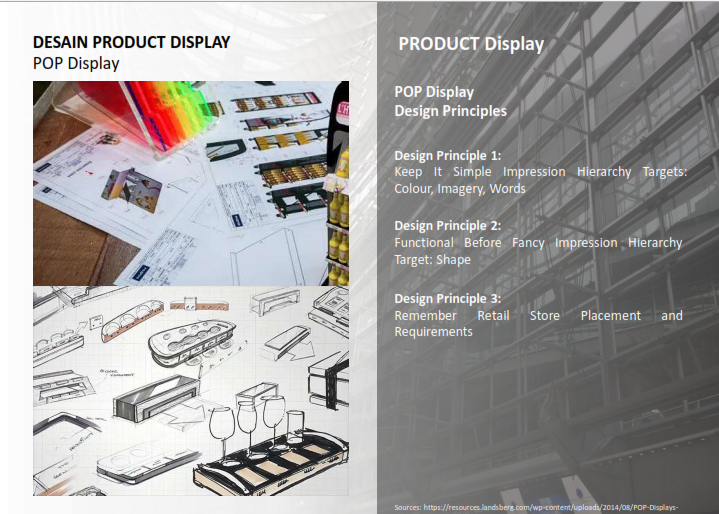 DESAIN PRODUCT DISPLAY
POP Display
PRODUCT Display
POP Display
Design Principles
Design Principle 1:
Keep It Simple Impression Hierarchy Targets:
Colour, Imagery, Words
Design Principle 2:
Functional Before Fancy Impression Hierarchy
Target: Shape
Design Principle 3:
Remember Retail Store Placement and
Requirements
Sources: https://resources.landsberg.com/wp-content/uploads/2014/08/POP-Displays-